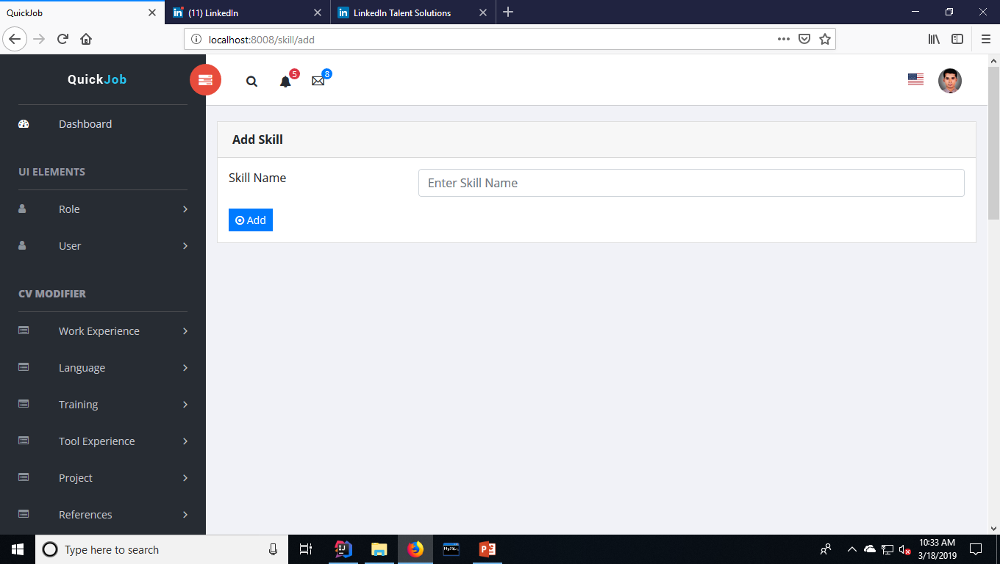 QuickJob
(11) LinkedIn
LinkedIn Talent Solutions
localhost:8008/skill/add
QuickJob
5
8
Dashboard
UI ELEMENTS
Role
User
CV MODIFIER
Work Experience
Language
Training
Tool Experience
Project
References
Add Skill
Skill Name
Enter Skill Name
Add
Type here to search
10:33 AM
3/18/2019